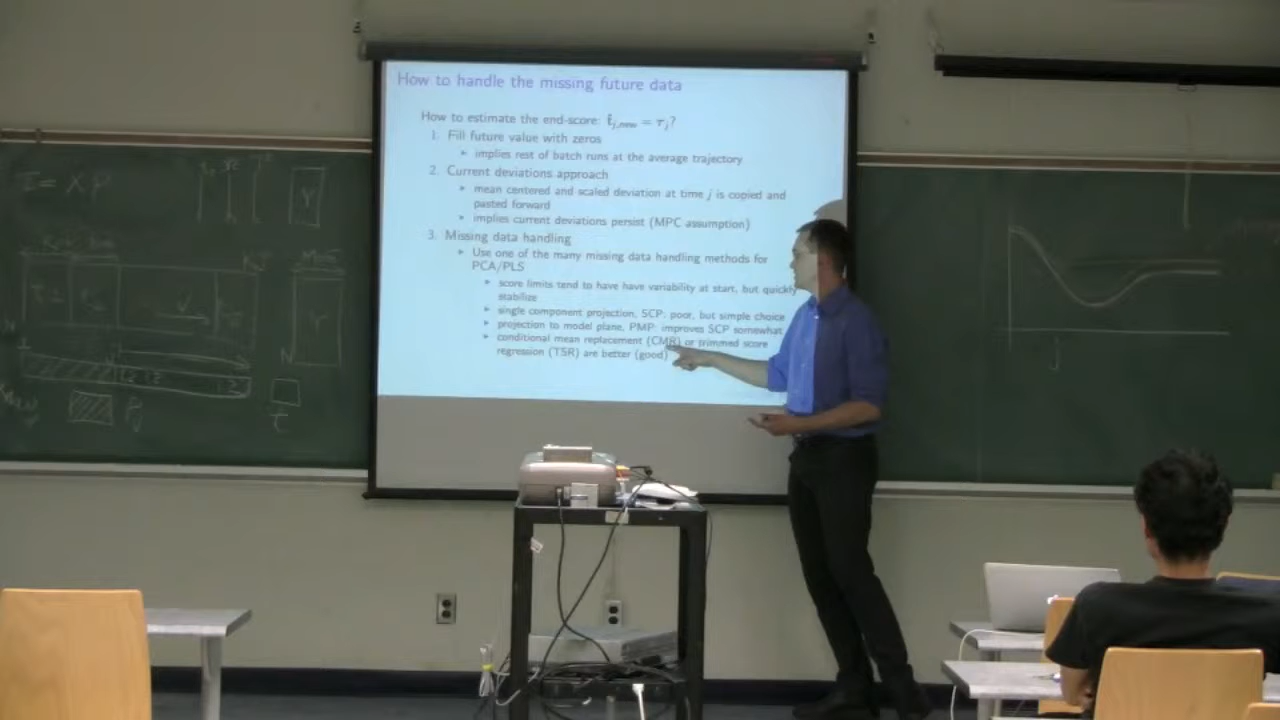 How to handle the missing future data
How to estimate the end-score: t̂j,new = τj?
1. Fill future value with zeros
implies rest of batch runs at the average trajectory
2. Current deviations approach
mean centered and scaled deviation at time j is copied and
pasted forward
implies current deviations persist (MPC assumption)
3. Missing data handling
Use one of the many missing data handling methods for
PCA/PLS
score limits tend to have have variability at start, but quickly
stabilize
single component projection, SCP: poor, but simple choice
projection to model plane, PMP: improves SCP somewhat
conditional mean replacement (CMR) or trimmed score
regression (TSR) are better (good)
Y
J